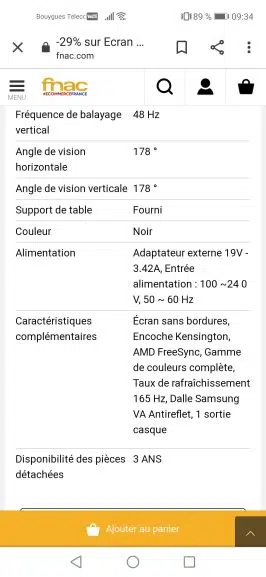 Bouygues Telecom 89 % 09:34
-29% sur Ecran ...
fnac.com
MENU
fnac
#ECOMMERCEFRANCE
Fréquence de balayage 48 Hz
vertical
Angle de vision 178 °
horizontale
Angle de vision verticale 178 °
Support de table Fourni
Couleur Noir
Alimentation Adaptateur externe 19V -
3.42A, Entrée
alimentation : 100 ~24 0
V, 50 ~ 60 Hz
Caractéristiques Écran sans bordures,
complémentaires Encoche Kensington,
AMD FreeSync, Gamme
de couleurs complète,
Taux de rafraîchissement
165 Hz, Dalle Samsung
VA Antireflet, 1 sortie
casque
Disponibilité des pièces 3 ANS
détachées
Ajouter au panier